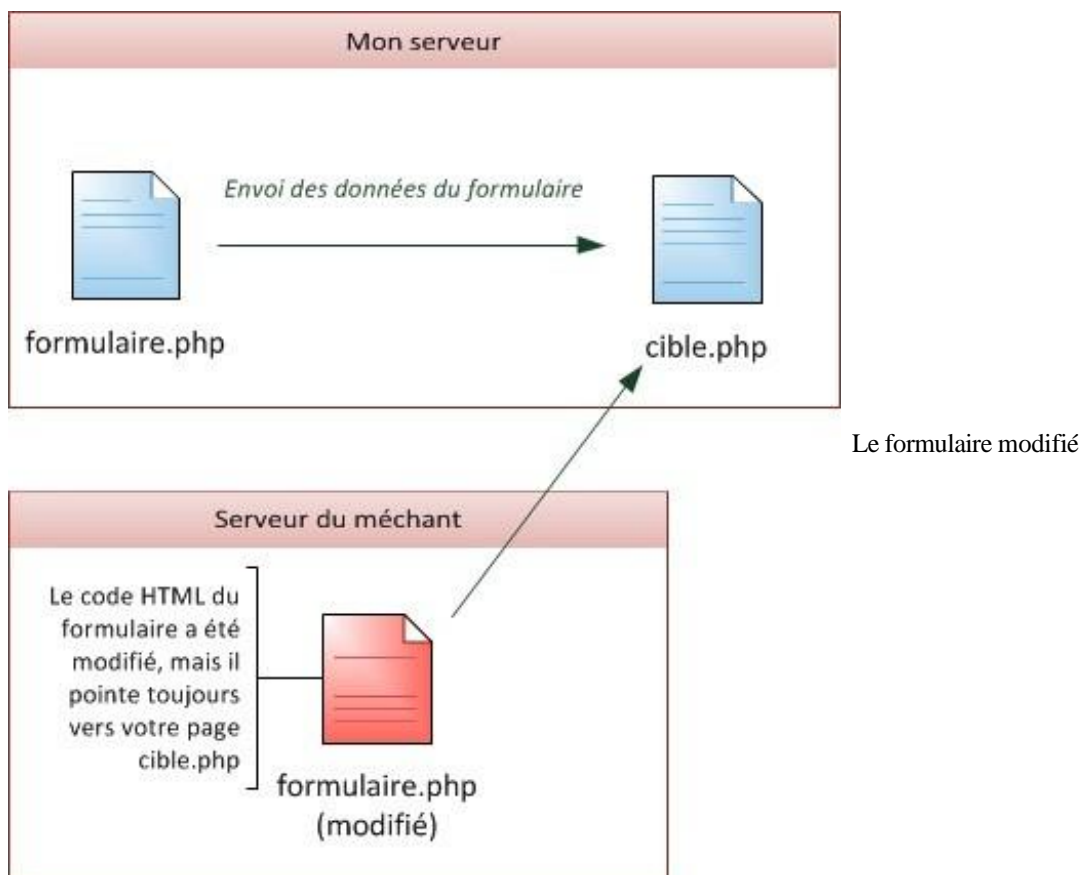 Mon serveur
Envoi des données du formulaire
formulaire.php
cible.php
Le formulaire modifié
Serveur du méchant
Le code HTML du
formulaire a été
modifié, mais il
pointe toujours
vers votre page
cible.php
formulaire.php
(modifié)